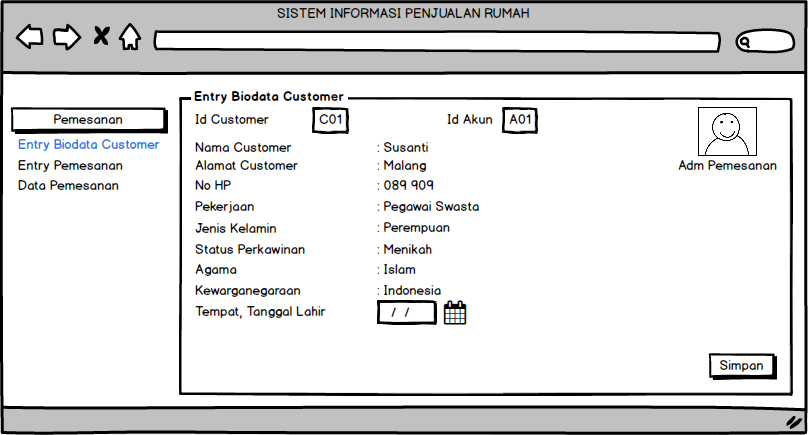 SISTEM INFORMASI PENJUALAN RUMAH
Pemesanan
Entry Biodata Customer
Entry Pemesanan
Data Pemesanan
Entry Biodata Customer
Id Customer C01 Id Akun A01
Nama Customer : Susanti
Alamat Customer : Malang
No HP : 089 909
Pekerjaan : Pegawai Swasta
Jenis Kelamin : Perempuan
Status Perkawinan : Menikah
Agama : Islam
Kewarganegaraan : Indonesia
Tempat, Tanggal Lahir / /
Adm Pemesanan
Simpan